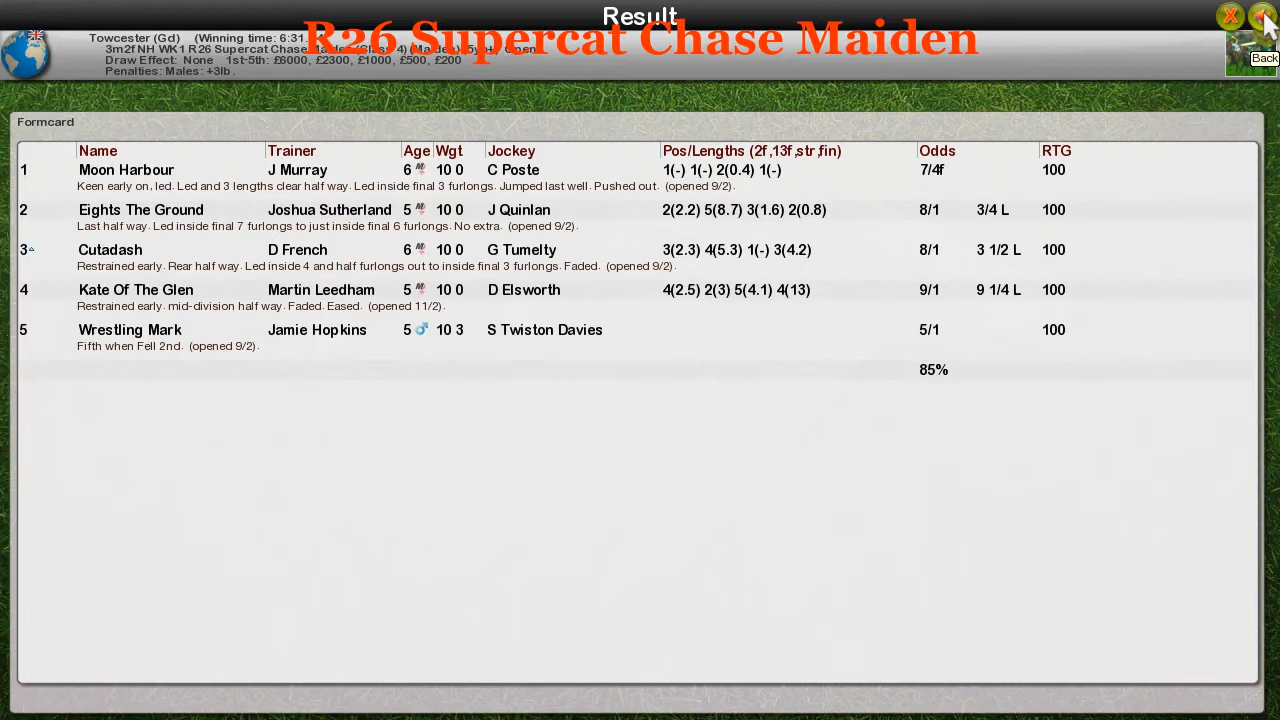 Result
R26 Supercat Chase Maiden
Towcester (Gd) (Winning time: 6:31.
3m2f NH WK1 R26 Supercat Chase Maiden (Class 4) (Maiden) (5yo+) Open
Draw Effect: None 1st-5th: £6000, £2300, £1000, £500, £200
Penalties: Males: +3lb.
Back
Formcard
Name Trainer Age Wgt Jockey Pos/Lengths (2f,13f,str,fin) Odds RTG
1 Moon Harbour J Murray 6 10 0 C Poste 1(-) 1(-) 2(0.4) 1(-) 7/4f 100
Keen early on, led. Led and 3 lengths clear half way. Led inside final 3 furlongs. Jumped last well. Pushed out. (opened 9/2).
2 Eights The Ground Joshua Sutherland 5 10 0 J Quinlan 2(2.2) 5(8.7) 3(1.6) 2(0.8) 8/1 3/4 L 100
Last half way. Led inside final 7 furlongs to just inside final 6 furlongs. No extra. (opened 9/2).
3 Cutadash D French 6 10 0 G Tumelty 3(2.3) 4(5.3) 1(-) 3(4.2) 8/1 3 1/2 L 100
Restrained early. Rear half way. Led inside 4 and half furlongs out to inside final 3 furlongs. Faded. (opened 9/2).
4 Kate Of The Glen Martin Leedham 5 10 0 D Elsworth 4(2.5) 2(3) 5(4.1) 4(13) 9/1 9 1/4 L 100
Restrained early. mid-division half way. Faded. Eased. (opened 11/2).
5 Wrestling Mark Jamie Hopkins 5 10 3 S Twiston Davies 5/1 100
Fifth when Fell 2nd. (opened 9/2).
85%